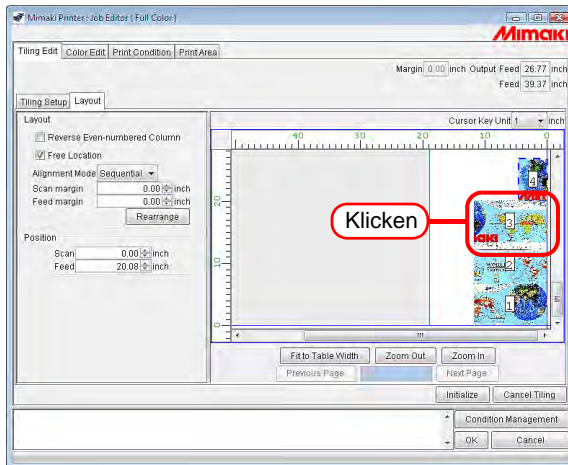 Mimaki Printer : Job Editor ( Full Color )
Mimaki
Tiling Edit Color Edit Print Condition Print Area
Margin 0.00 inch Output Feed 26.77 inch
Feed 39.37 inch
Tiling Setup Layout
Layout
Cursor Key Unit 1 inch
Reverse Even-numbered Column
Free Location
Alignment Mode Sequential
Scan margin 0.00 inch
Feed margin 0.00 inch
Rearrange
Position
Scan 0.00 inch
Feed 20.08 inch
40 30 20 10 0
20
10
0
4
Klicken
3
aki
2
1
Fit to Table Width Zoom Out Zoom In
Previous Page Next Page
Initialize Cancel Tiling
Condition Management
OK Cancel